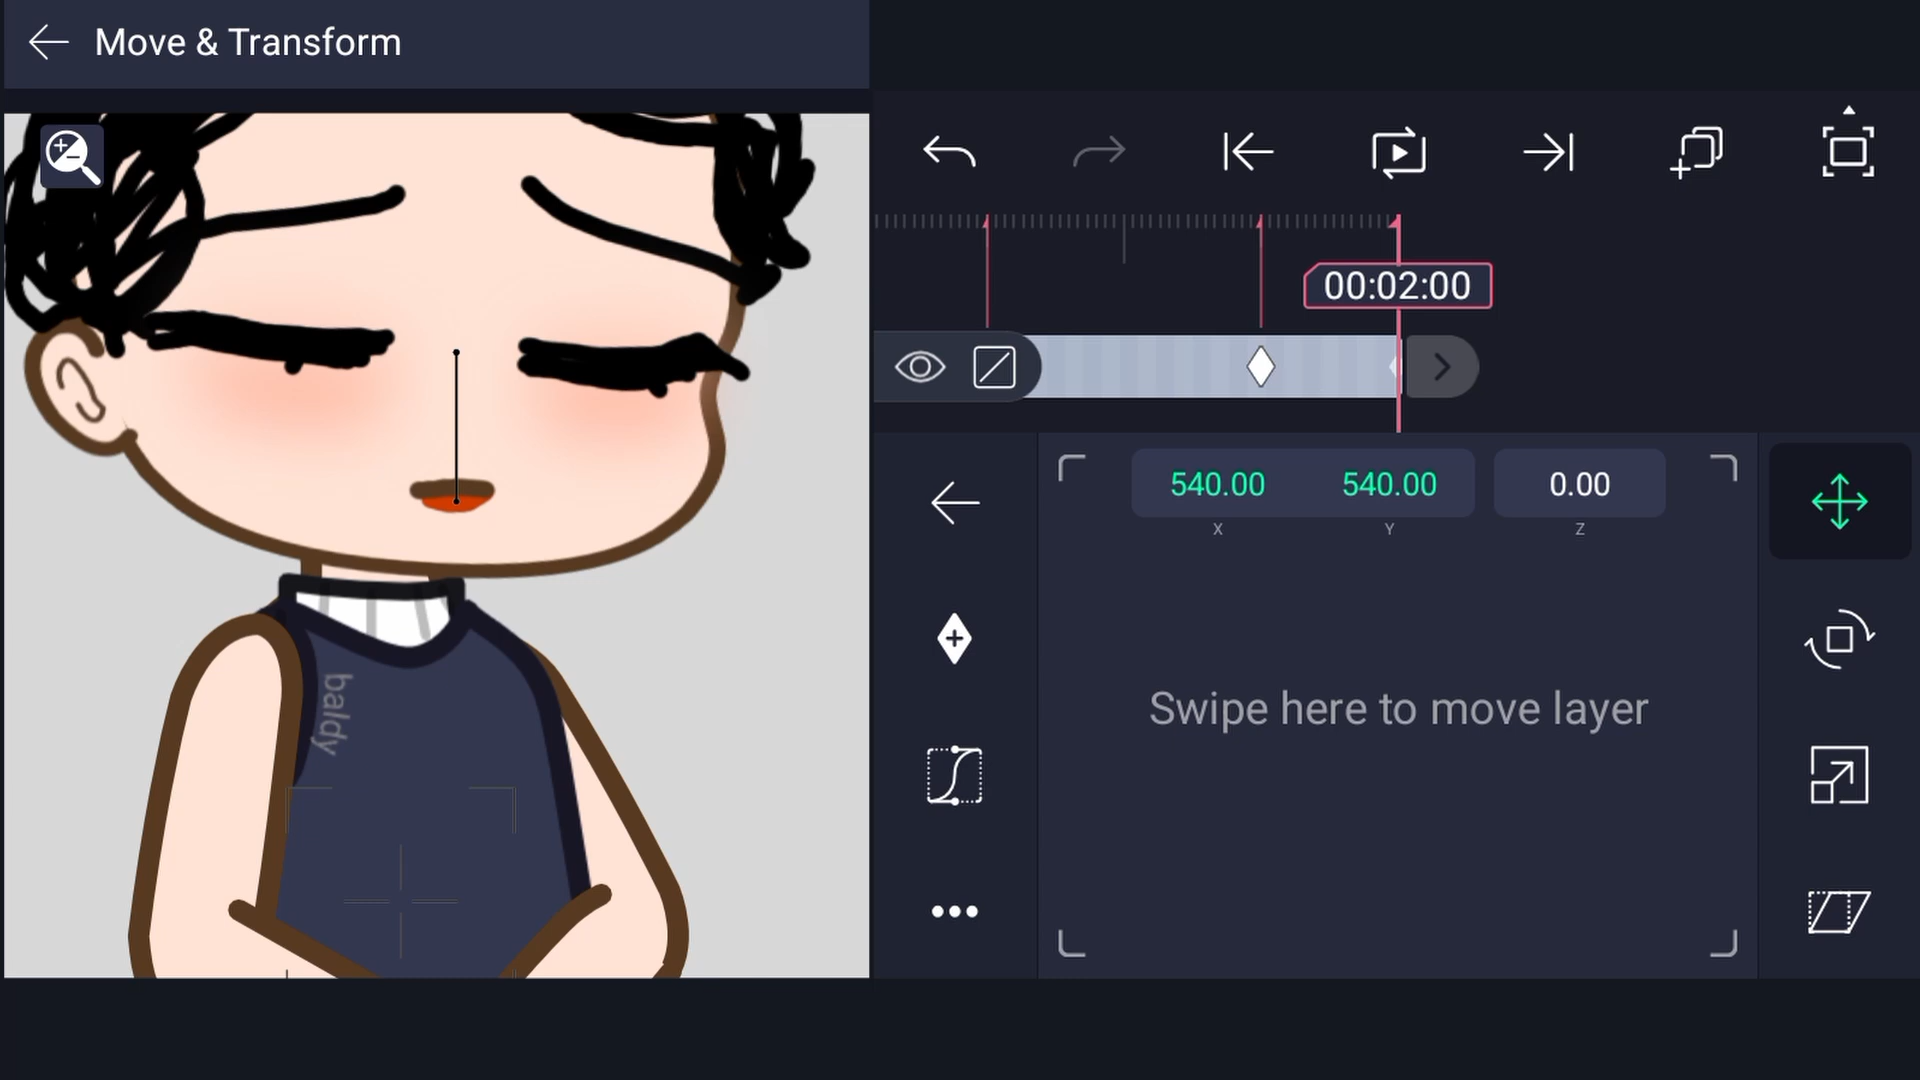 Move & Transform
00:02:00
540.00 540.00 0.00
X Y Z
Swipe here to move layer
baldy